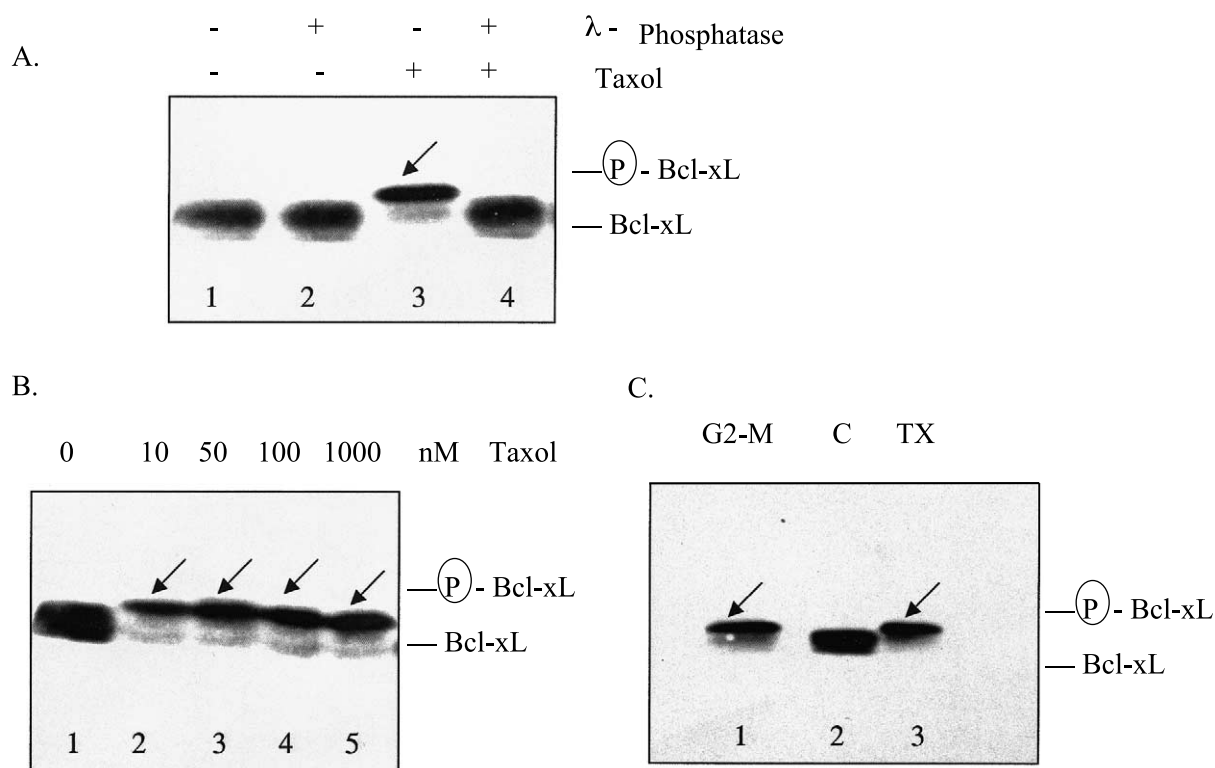 - + - + λ - Phosphatase
A.
- - + + Taxol
P - Bcl-xL
Bcl-xL
1 2 3 4
B.
C.
G2-M C TX
0 10 50 100 1000 nM Taxol
P - Bcl-xL
P - Bcl-xL
Bcl-xL
Bcl-xL
1 2 3 4 5
1 2 3